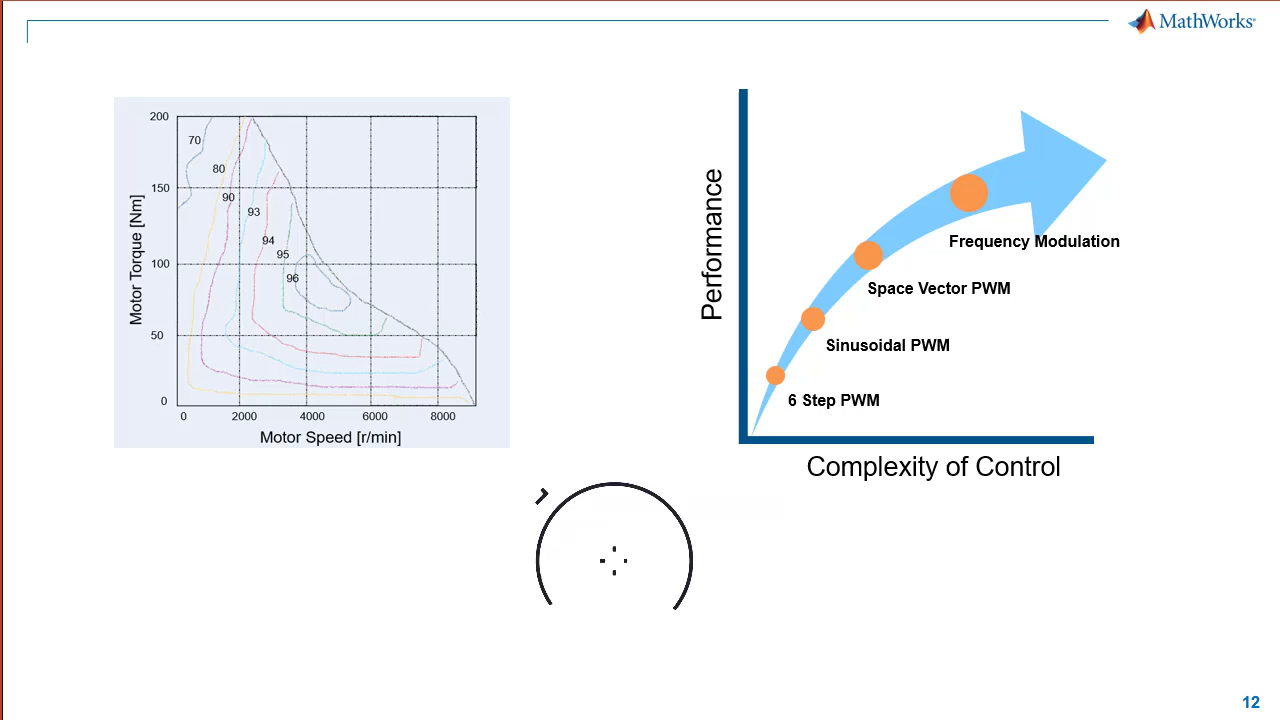 MathWorks®
200
70
80
150
90
93
94
95
100
96
50
0
0 2000 4000 6000 8000
Motor Torque [Nm]
Motor Speed [r/min]
Performance
Frequency Modulation
Space Vector PWM
Sinusoidal PWM
6 Step PWM
Complexity of Control
12